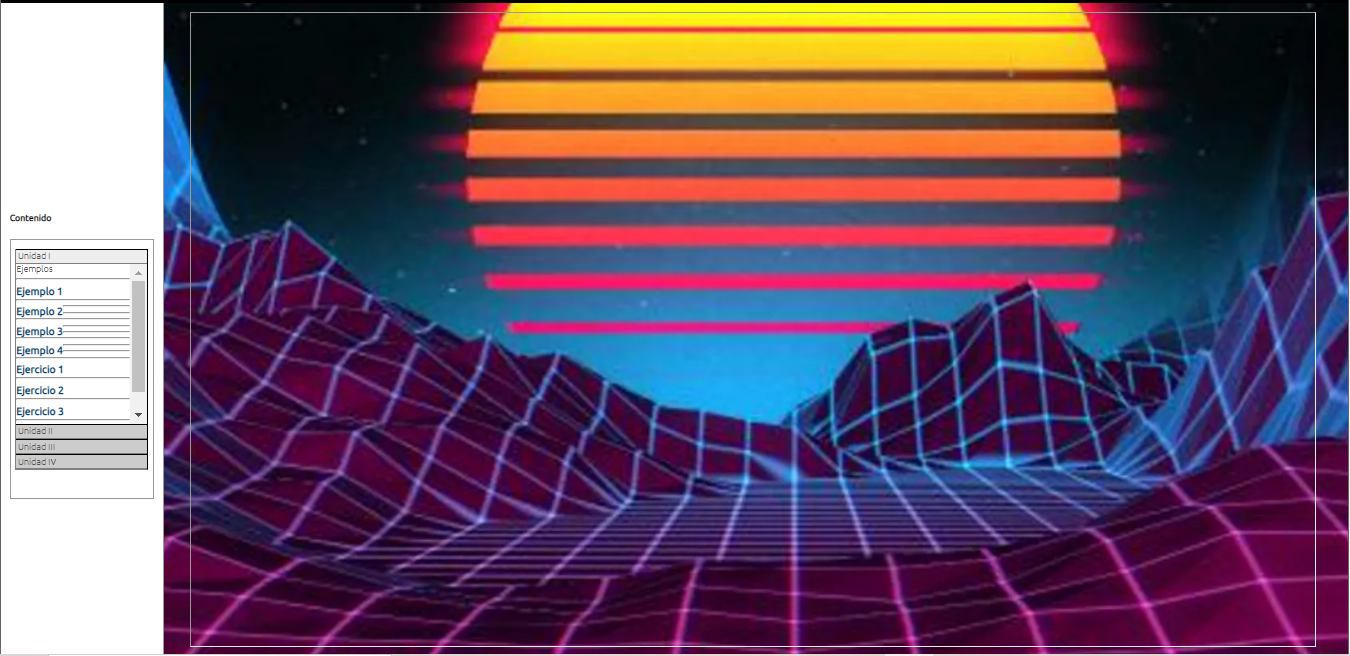 Contenido
Unidad I
Ejemplos
Ejemplo 1
Ejemplo 2
Ejemplo 3
Ejemplo 4
Ejercicio 1
Ejercicio 2
Ejercicio 3
Unidad II
Unidad III
Unidad IV